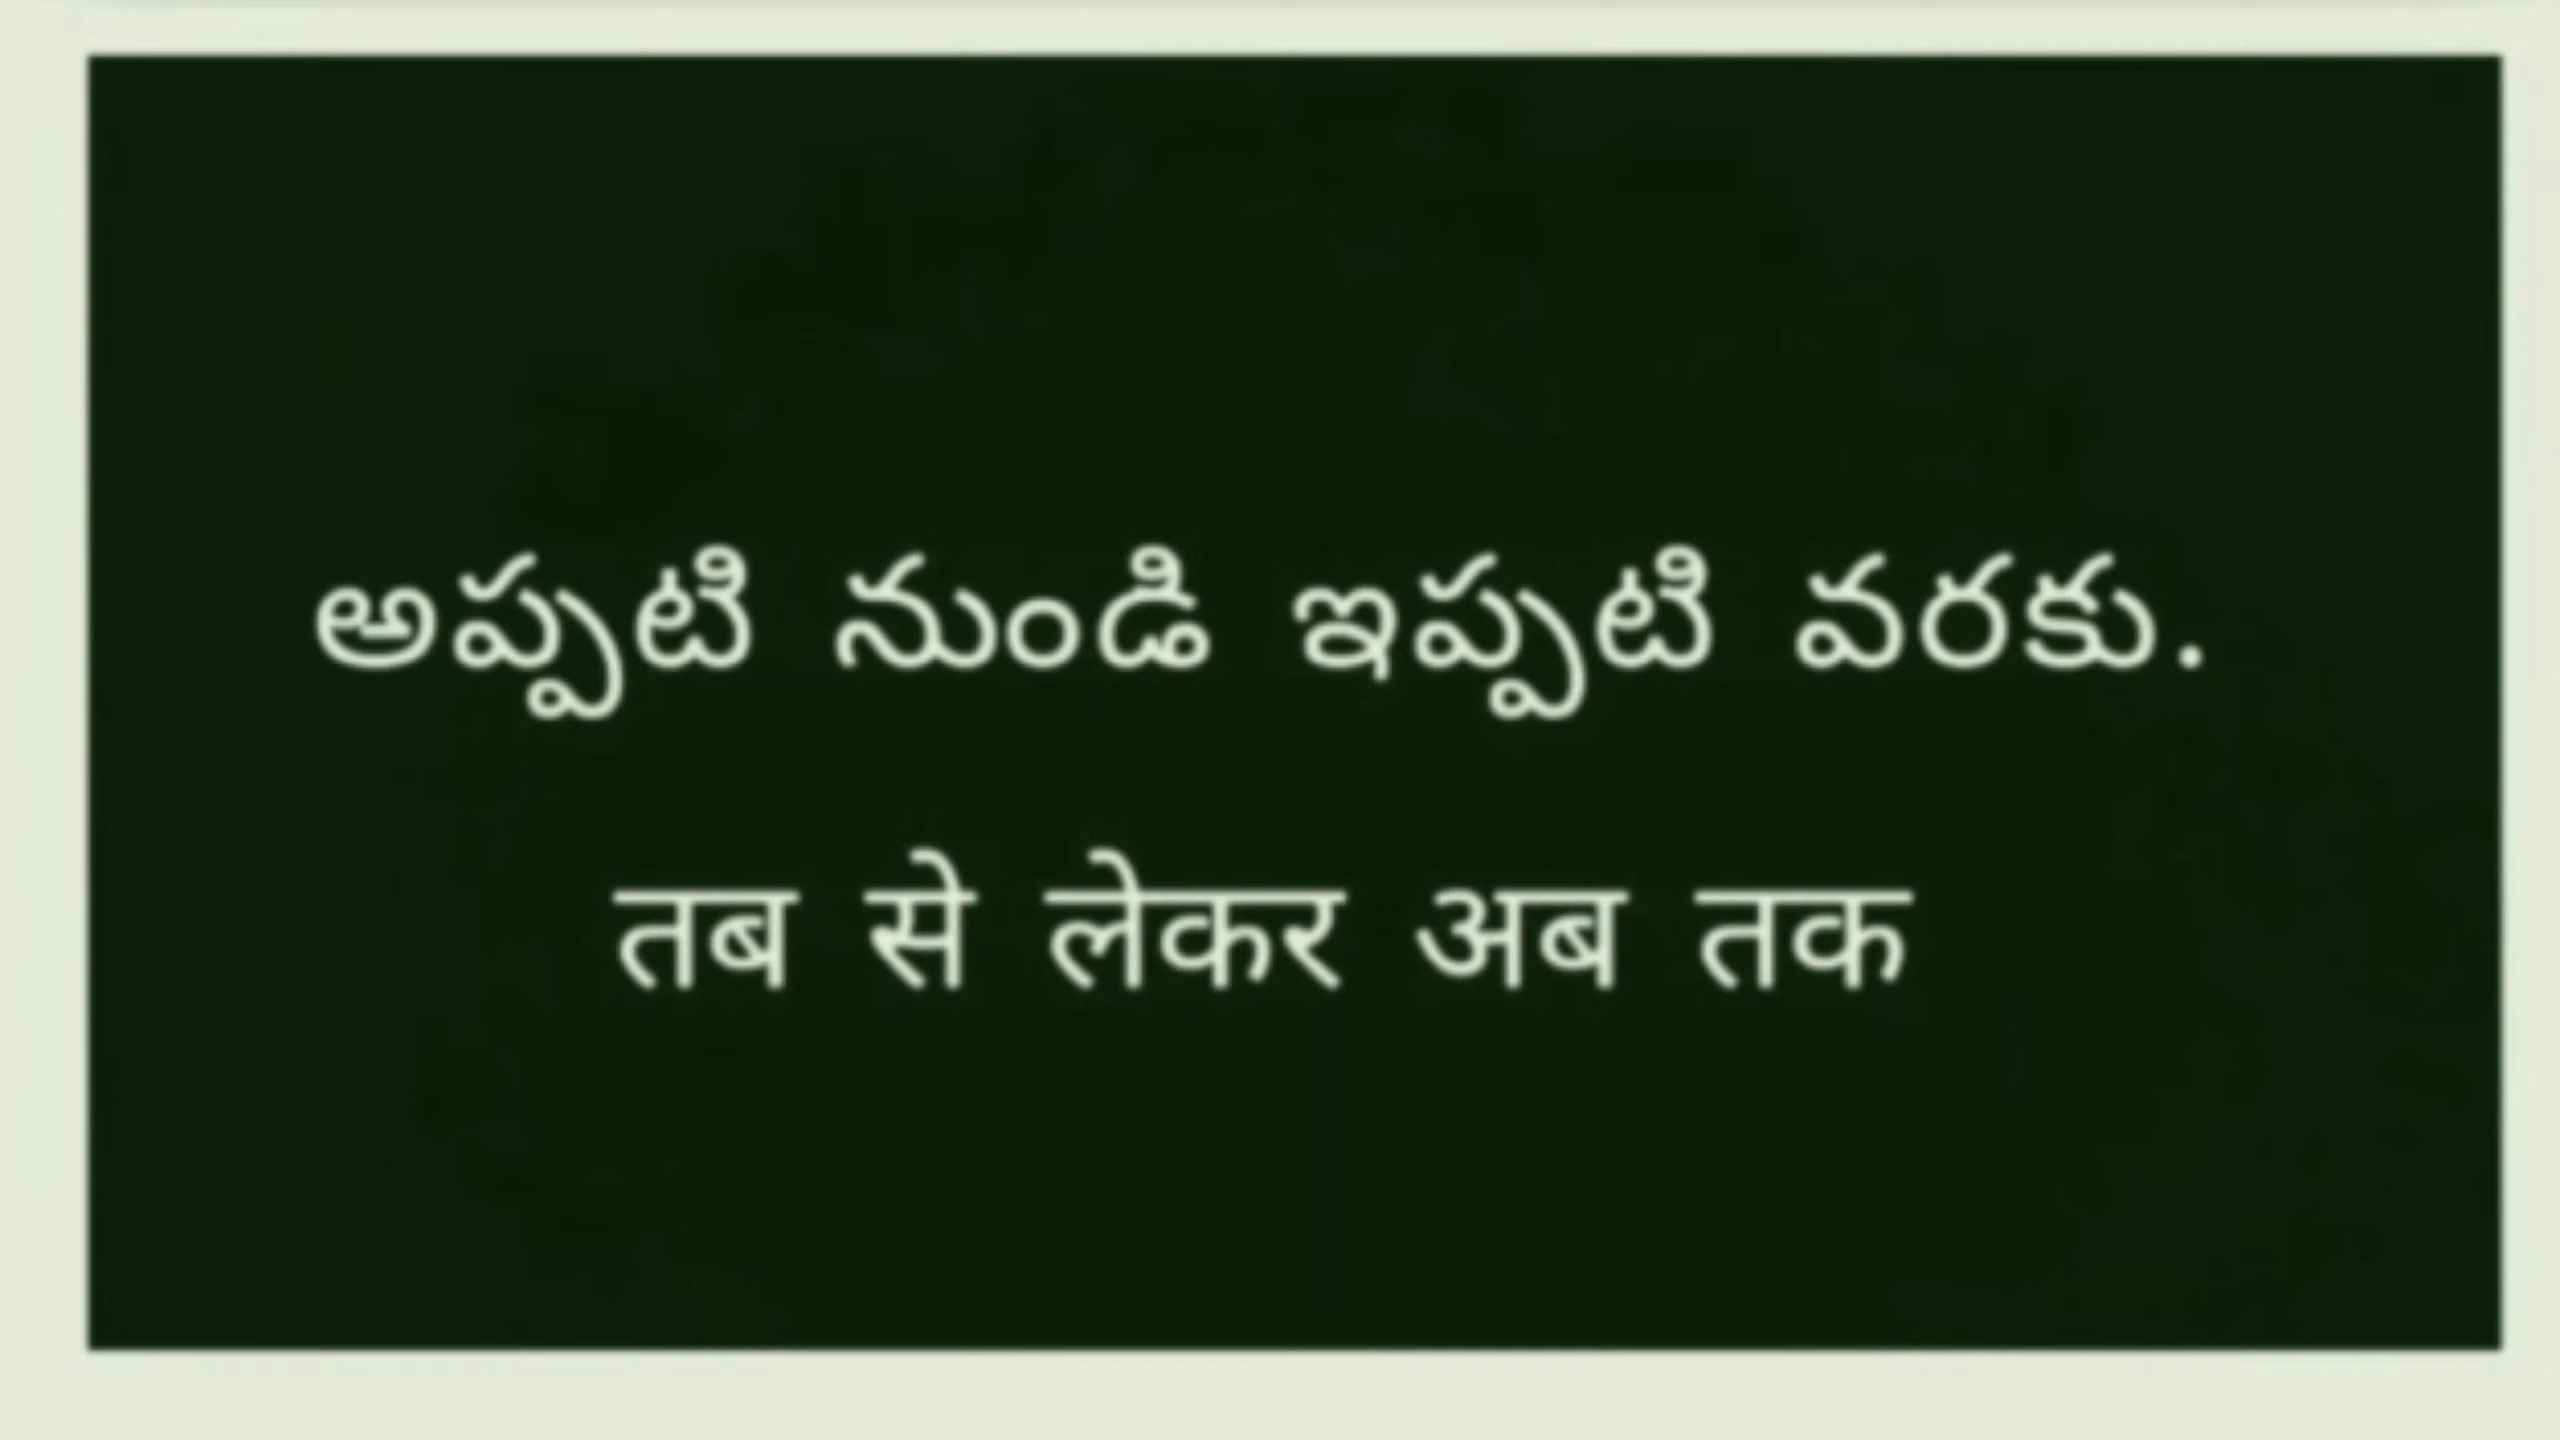 అప్పటి నుండి ఇప్పటి వరకు.
तब से लेकर अब तक